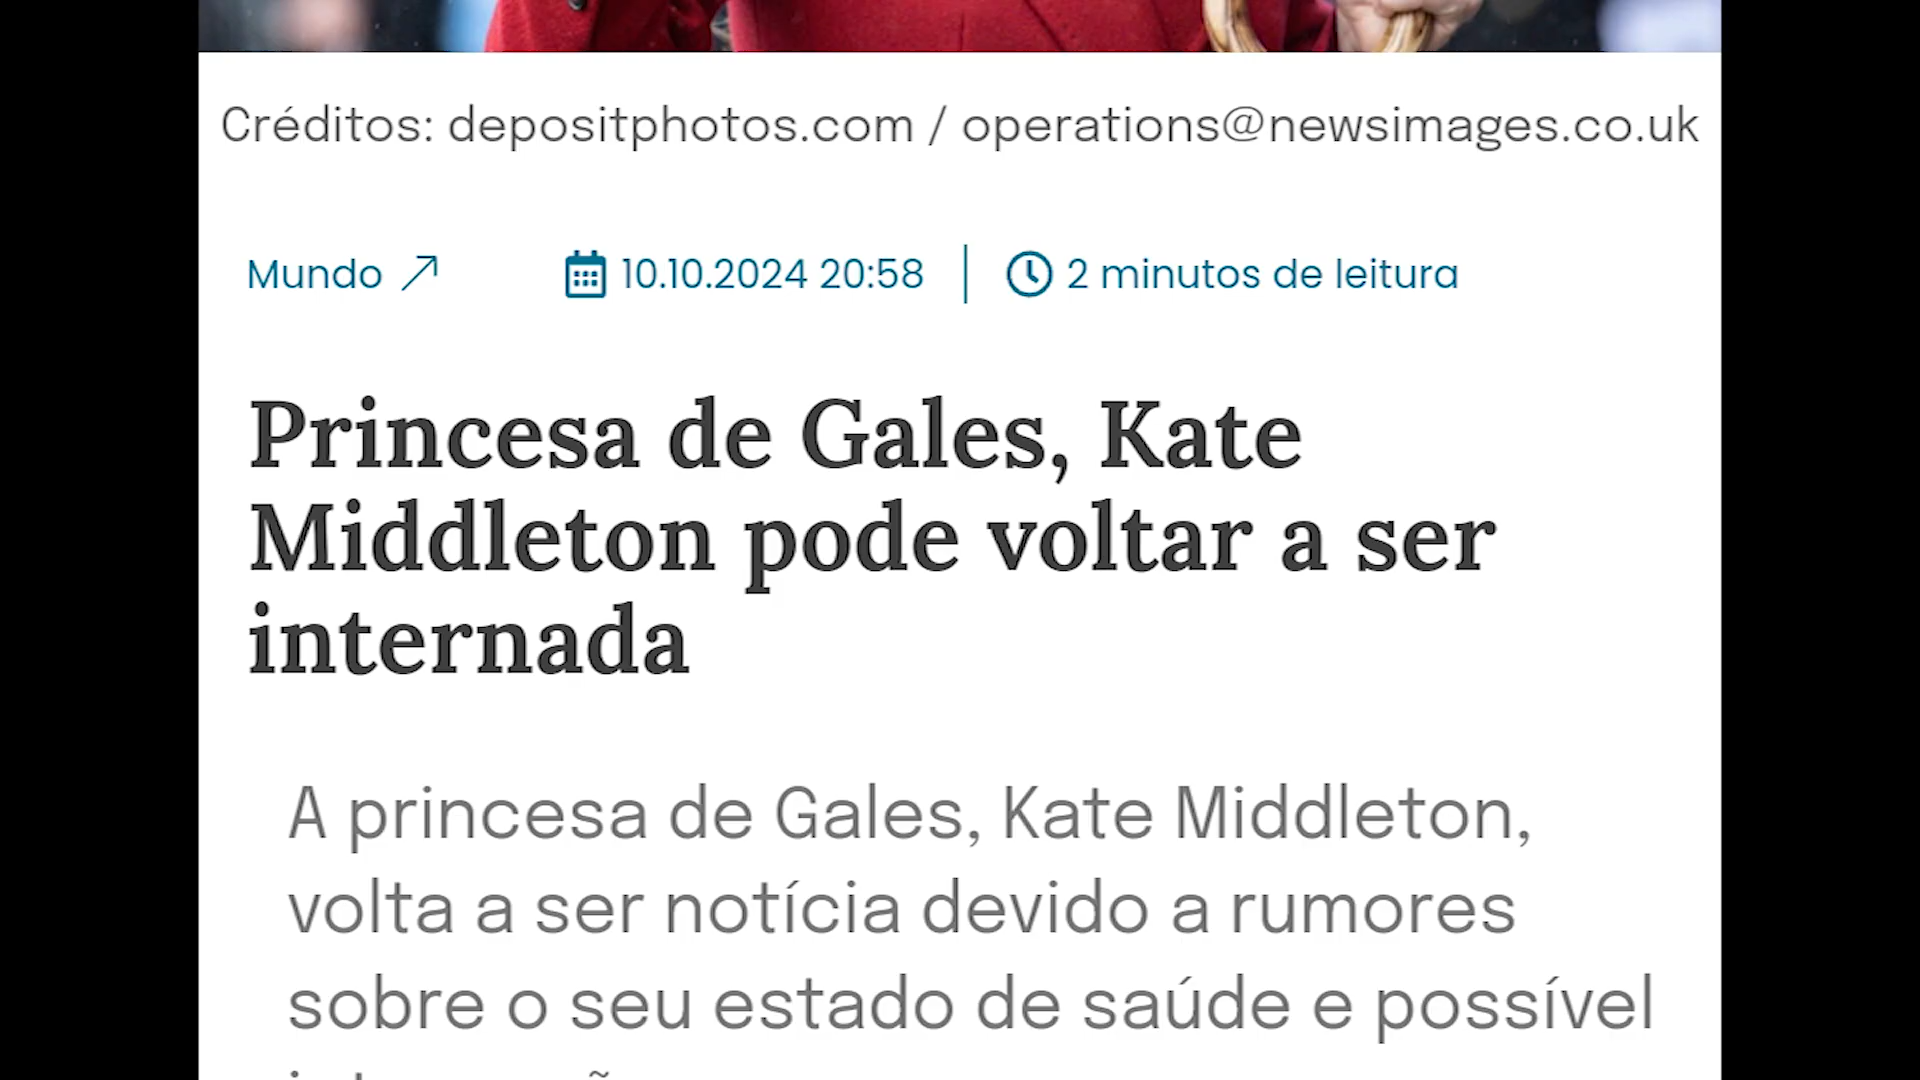 Créditos: depositphotos.com / operations@newsimages.co.uk
Mundo 10.10.2024 20:58 2 minutos de leitura
Princesa de Gales, Kate
Middleton pode voltar a ser
internada
A princesa de Gales, Kate Middleton,
volta a ser notícia devido a rumores
sobre o seu estado de saúde e possível